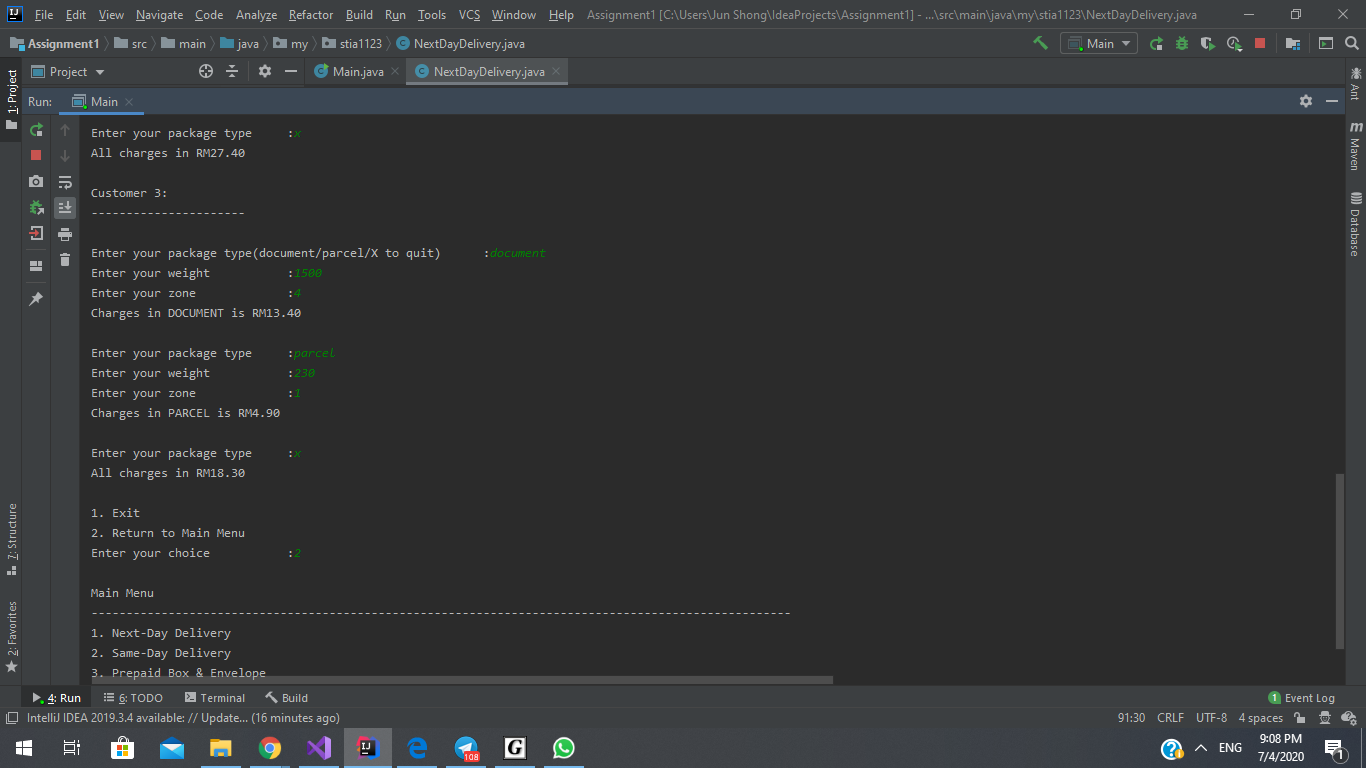 File Edit View Navigate Code Analyze Refactor Build Run Tools VCS Window Help Assignment1 [C:\Users\Jun Shong\IdeaProjects\Assignment1] - ...\src\main\java\my\stia1123\NextDayDelivery.java
Assignment1 src main java my stia1123 NextDayDelivery.java Main
Project Main.java NextDayDelivery.java
Run: Main
1: Project
7: Structure
2: Favorites
Ant
Maven
Database
Enter your package type :x
All charges in RM27.40
Customer 3:
----------------------
Enter your package type(document/parcel/X to quit) :document
Enter your weight :1500
Enter your zone :4
Charges in DOCUMENT is RM13.40
Enter your package type :parcel
Enter your weight :230
Enter your zone :1
Charges in PARCEL is RM4.90
Enter your package type :x
All charges in RM18.30
1. Exit
2. Return to Main Menu
Enter your choice :2
Main Menu
----------------------------------------------------------------------------------------------------
1. Next-Day Delivery
2. Same-Day Delivery
3. Prepaid Box & Envelope
4: Run 6: TODO Terminal Build 1 Event Log
IntelliJ IDEA 2019.3.4 available: // Update... (16 minutes ago) 91:30 CRLF UTF-8 4 spaces
108 G ENG 9:08 PM
7/4/2020 1